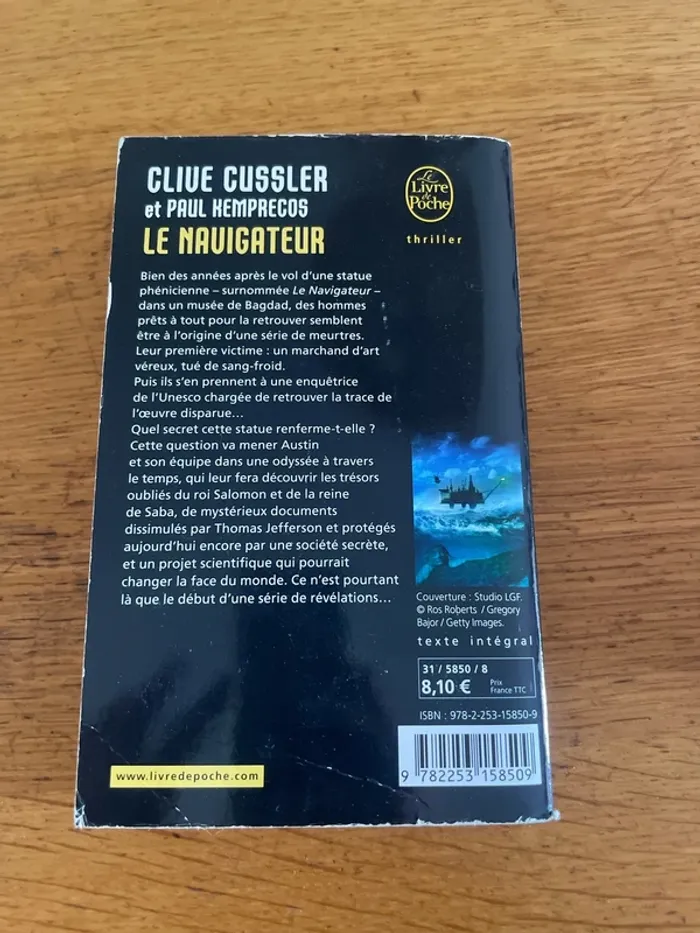 CLIVE CUSSLER
et PAUL KEMPRECOS
LE NAVIGATEUR
Le
Livre
de
Poche
thriller
Bien des années après le vol d'une statue
phénicienne – surnommée Le Navigateur –
dans un musée de Bagdad, des hommes
prêts à tout pour la retrouver semblent
être à l'origine d'une série de meurtres.
Leur première victime : un marchand d'art
véreux, tué de sang-froid.
Puis ils s'en prennent à une enquêtrice
de l'Unesco chargée de retrouver la trace de
l'œuvre disparue...
Quel secret cette statue renferme-t-elle ?
Cette question va mener Austin
et son équipe dans une odyssée à travers
le temps, qui leur fera découvrir les trésors
oubliés du roi Salomon et de la reine
de Saba, de mystérieux documents
dissimulés par Thomas Jefferson et protégés
aujourd'hui encore par une société secrète,
et un projet scientifique qui pourrait
changer la face du monde. Ce n'est pourtant
là que le début d'une série de révélations...
Couverture : Studio LGF.
© Ros Roberts / Gregory
Bajor / Getty Images.
texte intégral
31 / 5850 / 8
8,10 € Prix
France TTC
ISBN : 978-2-253-15850-9
9 782253 158509
www.livredepoche.com